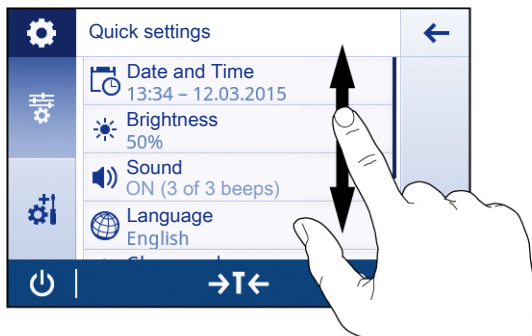 Quick settings
Date and Time
13:34 – 12.03.2015
Brightness
50%
Sound
ON (3 of 3 beeps)
Language
English
→T←